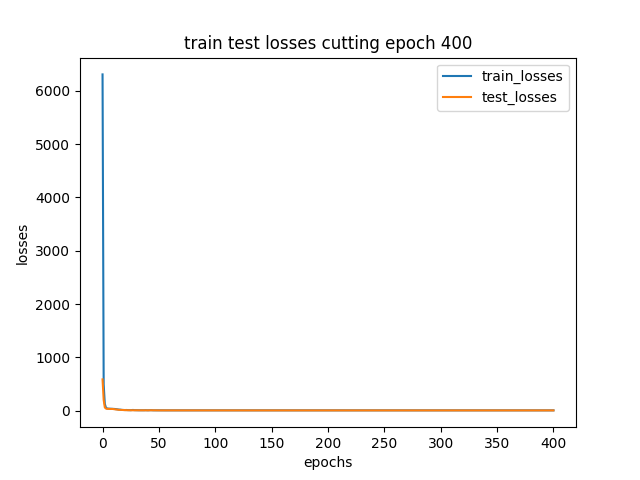 train test losses cutting epoch 400
train_losses
test_losses
6000
5000
4000
3000
2000
1000
0
losses
0 50 100 150 200 250 300 350 400
epochs